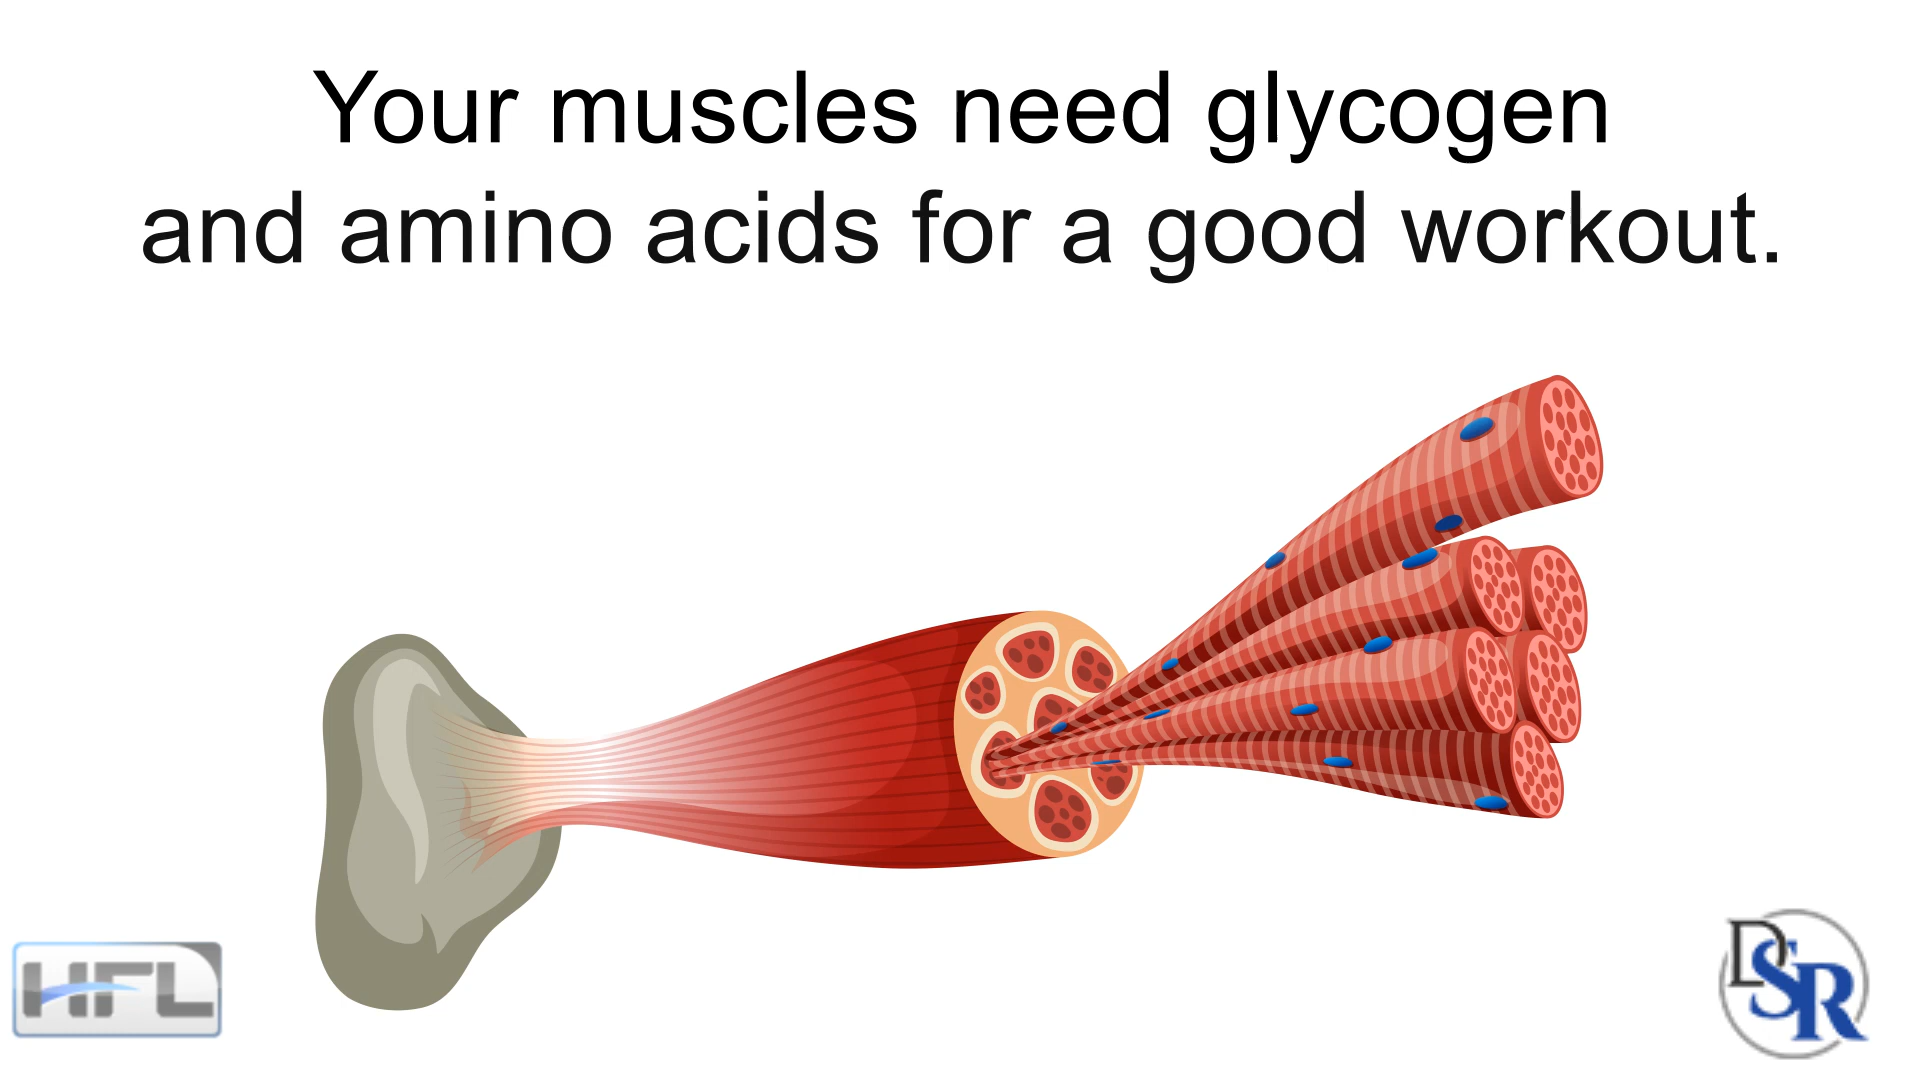 Your muscles need glycogen
and amino acids for a good workout.
HFL
DSR